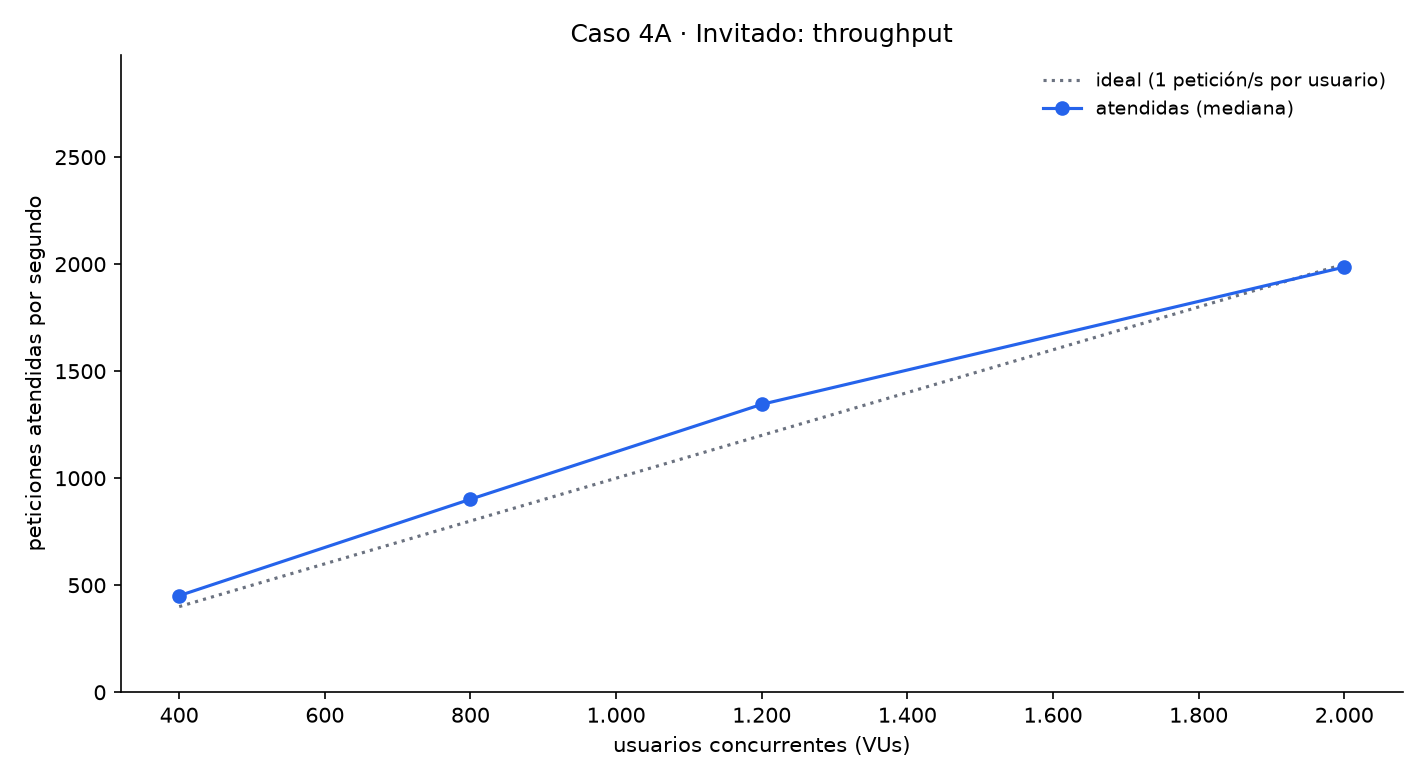 Caso 4A · Invitado: throughput
ideal (1 petición/s por usuario)
atendidas (mediana)
peticiones atendidas por segundo
2500
2000
1500
1000
500
0
400 600 800 1.000 1.200 1.400 1.600 1.800 2.000
usuarios concurrentes (VUs)